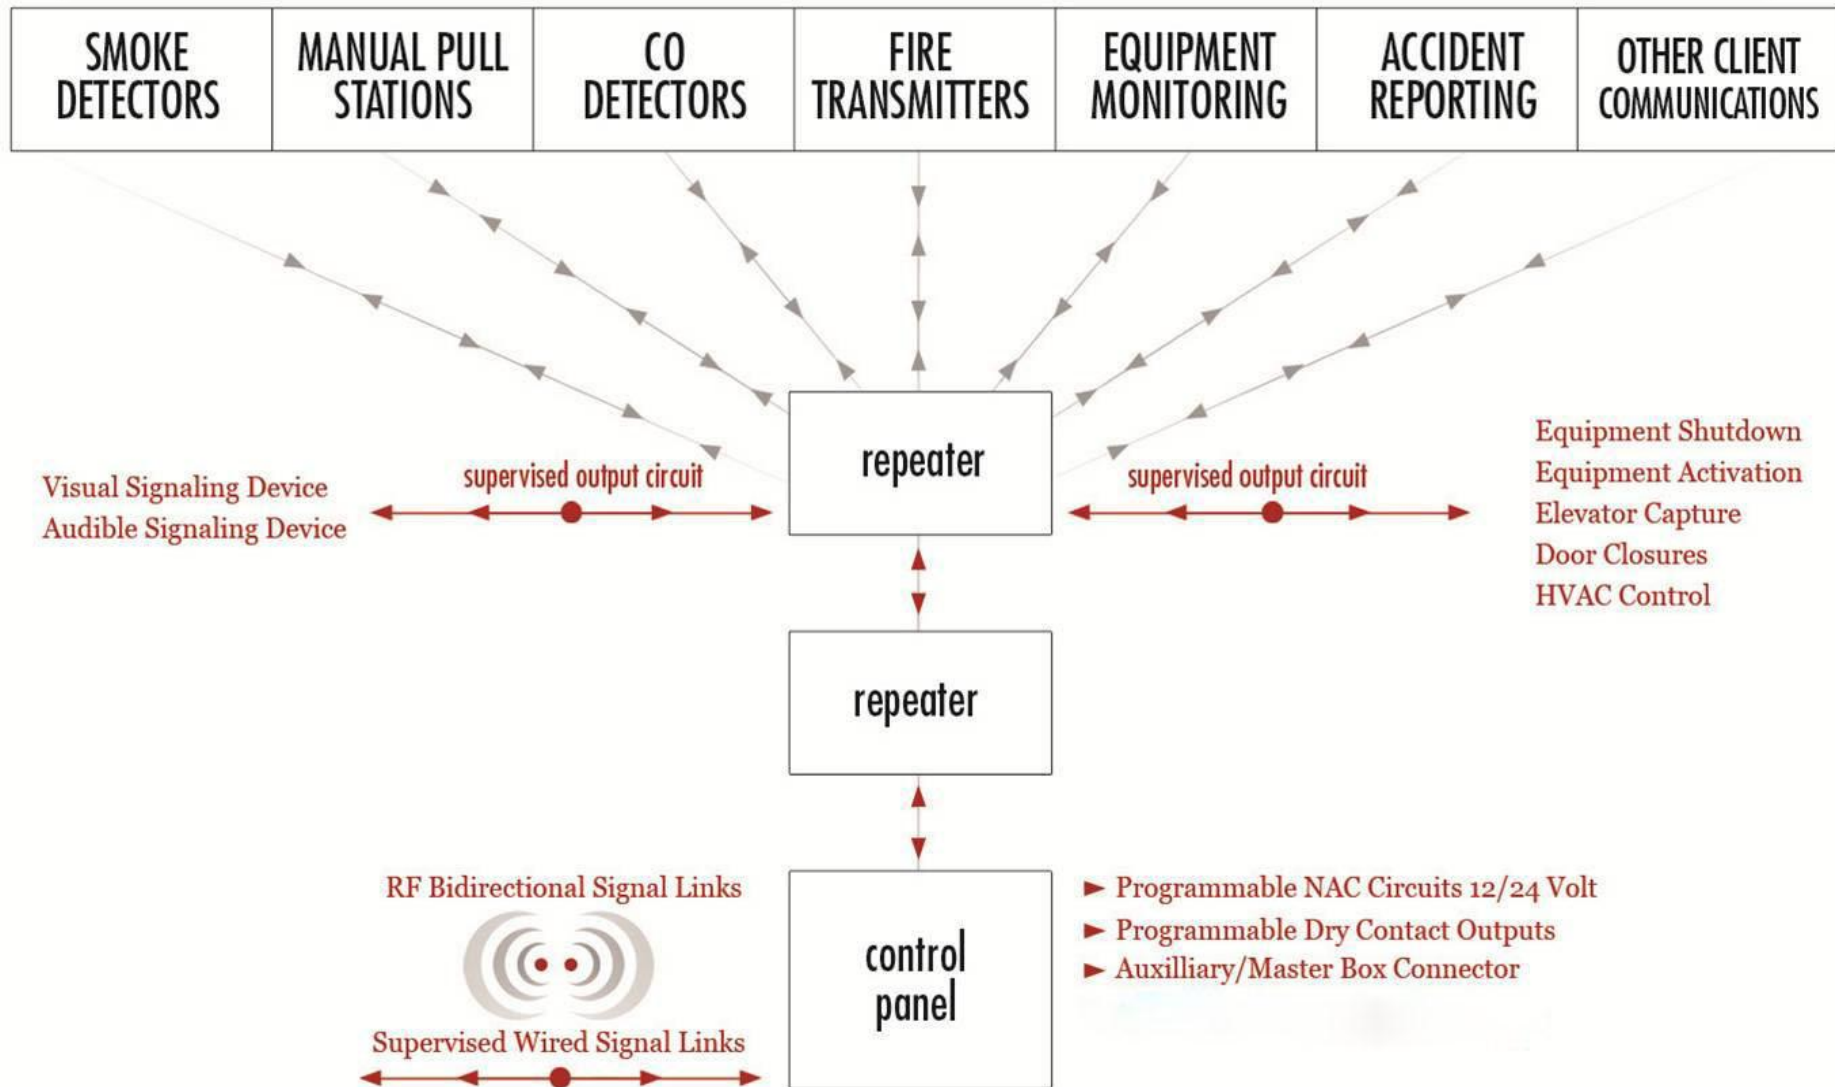 SMOKE
DETECTORS
MANUAL PULL
STATIONS
CO
DETECTORS
FIRE
TRANSMITTERS
EQUIPMENT
MONITORING
ACCIDENT
REPORTING
OTHER CLIENT
COMMUNICATIONS
repeater
supervised output circuit
Visual Signaling Device
Audible Signaling Device
supervised output circuit
Equipment Shutdown
Equipment Activation
Elevator Capture
Door Closures
HVAC Control
repeater
RF Bidirectional Signal Links
Supervised Wired Signal Links
control
panel
► Programmable NAC Circuits 12/24 Volt
► Programmable Dry Contact Outputs
► Auxilliary/Master Box Connector